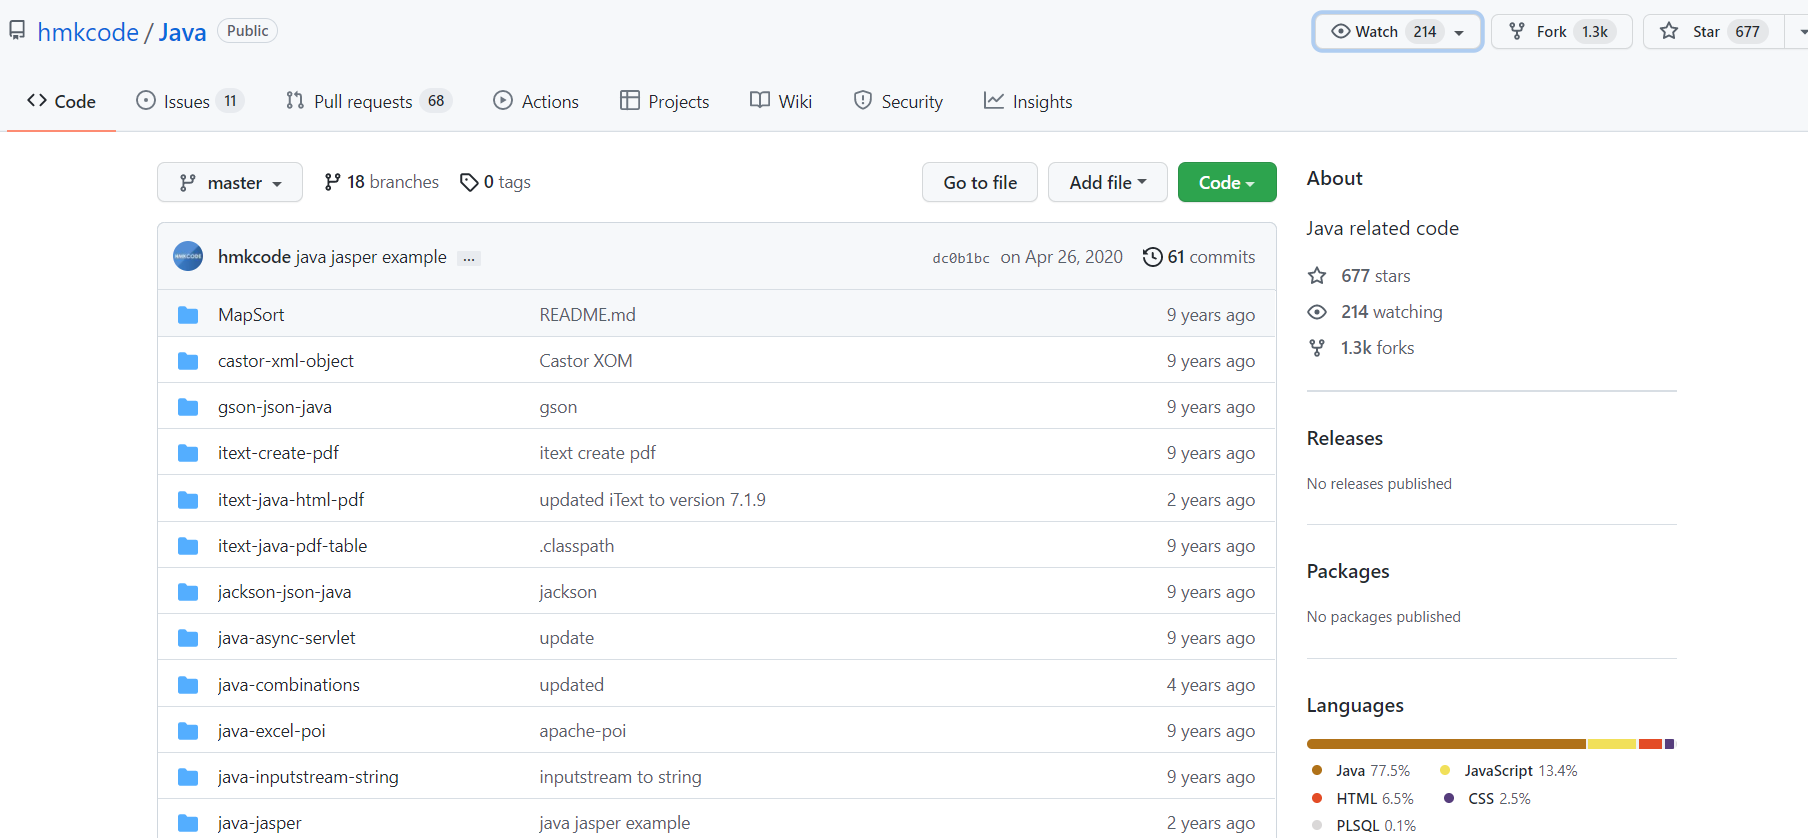 hmkcode / Java Public
Watch 214
Fork 1.3k
Star 677
Code
Issues 11
Pull requests 68
Actions
Projects
Wiki
Security
Insights
master
18 branches
0 tags
Go to file
Add file
Code
hmkcode java jasper example ...
dc0b1bc on Apr 26, 2020
61 commits
MapSort README.md 9 years ago
castor-xml-object Castor XOM 9 years ago
gson-json-java gson 9 years ago
itext-create-pdf itext create pdf 9 years ago
itext-java-html-pdf updated iText to version 7.1.9 2 years ago
itext-java-pdf-table .classpath 9 years ago
jackson-json-java jackson 9 years ago
java-async-servlet update 9 years ago
java-combinations updated 4 years ago
java-excel-poi apache-poi 9 years ago
java-inputstream-string inputstream to string 9 years ago
java-jasper java jasper example 2 years ago
About
Java related code
677 stars
214 watching
1.3k forks
Releases
No releases published
Packages
No packages published
Languages
Java 77.5% JavaScript 13.4%
HTML 6.5% CSS 2.5%
PLSQL 0.1%